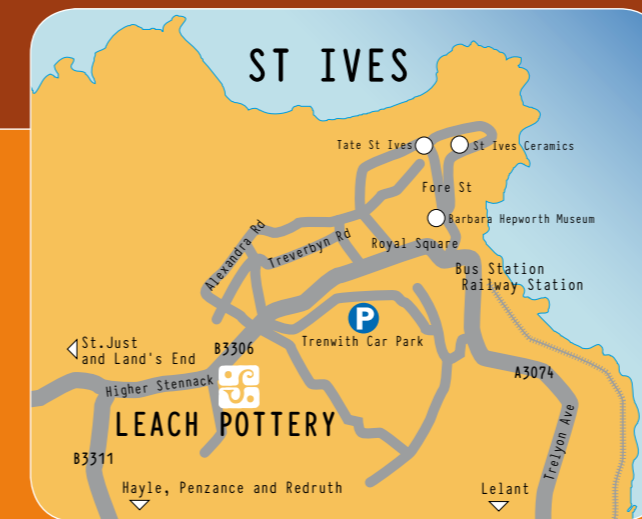 ST IVES
Tate St Ives
St Ives Ceramics
Fore St
Barbara Hepworth Museum
Alexandra Rd
Treverbyn Rd
Royal Square
Bus Station
Railway Station
P
Trenwith Car Park
St.Just
and Land's End
B3306
A3074
Higher Stennack
LEACH POTTERY
Trelyon Ave
B3311
Hayle, Penzance and Redruth
Lelant